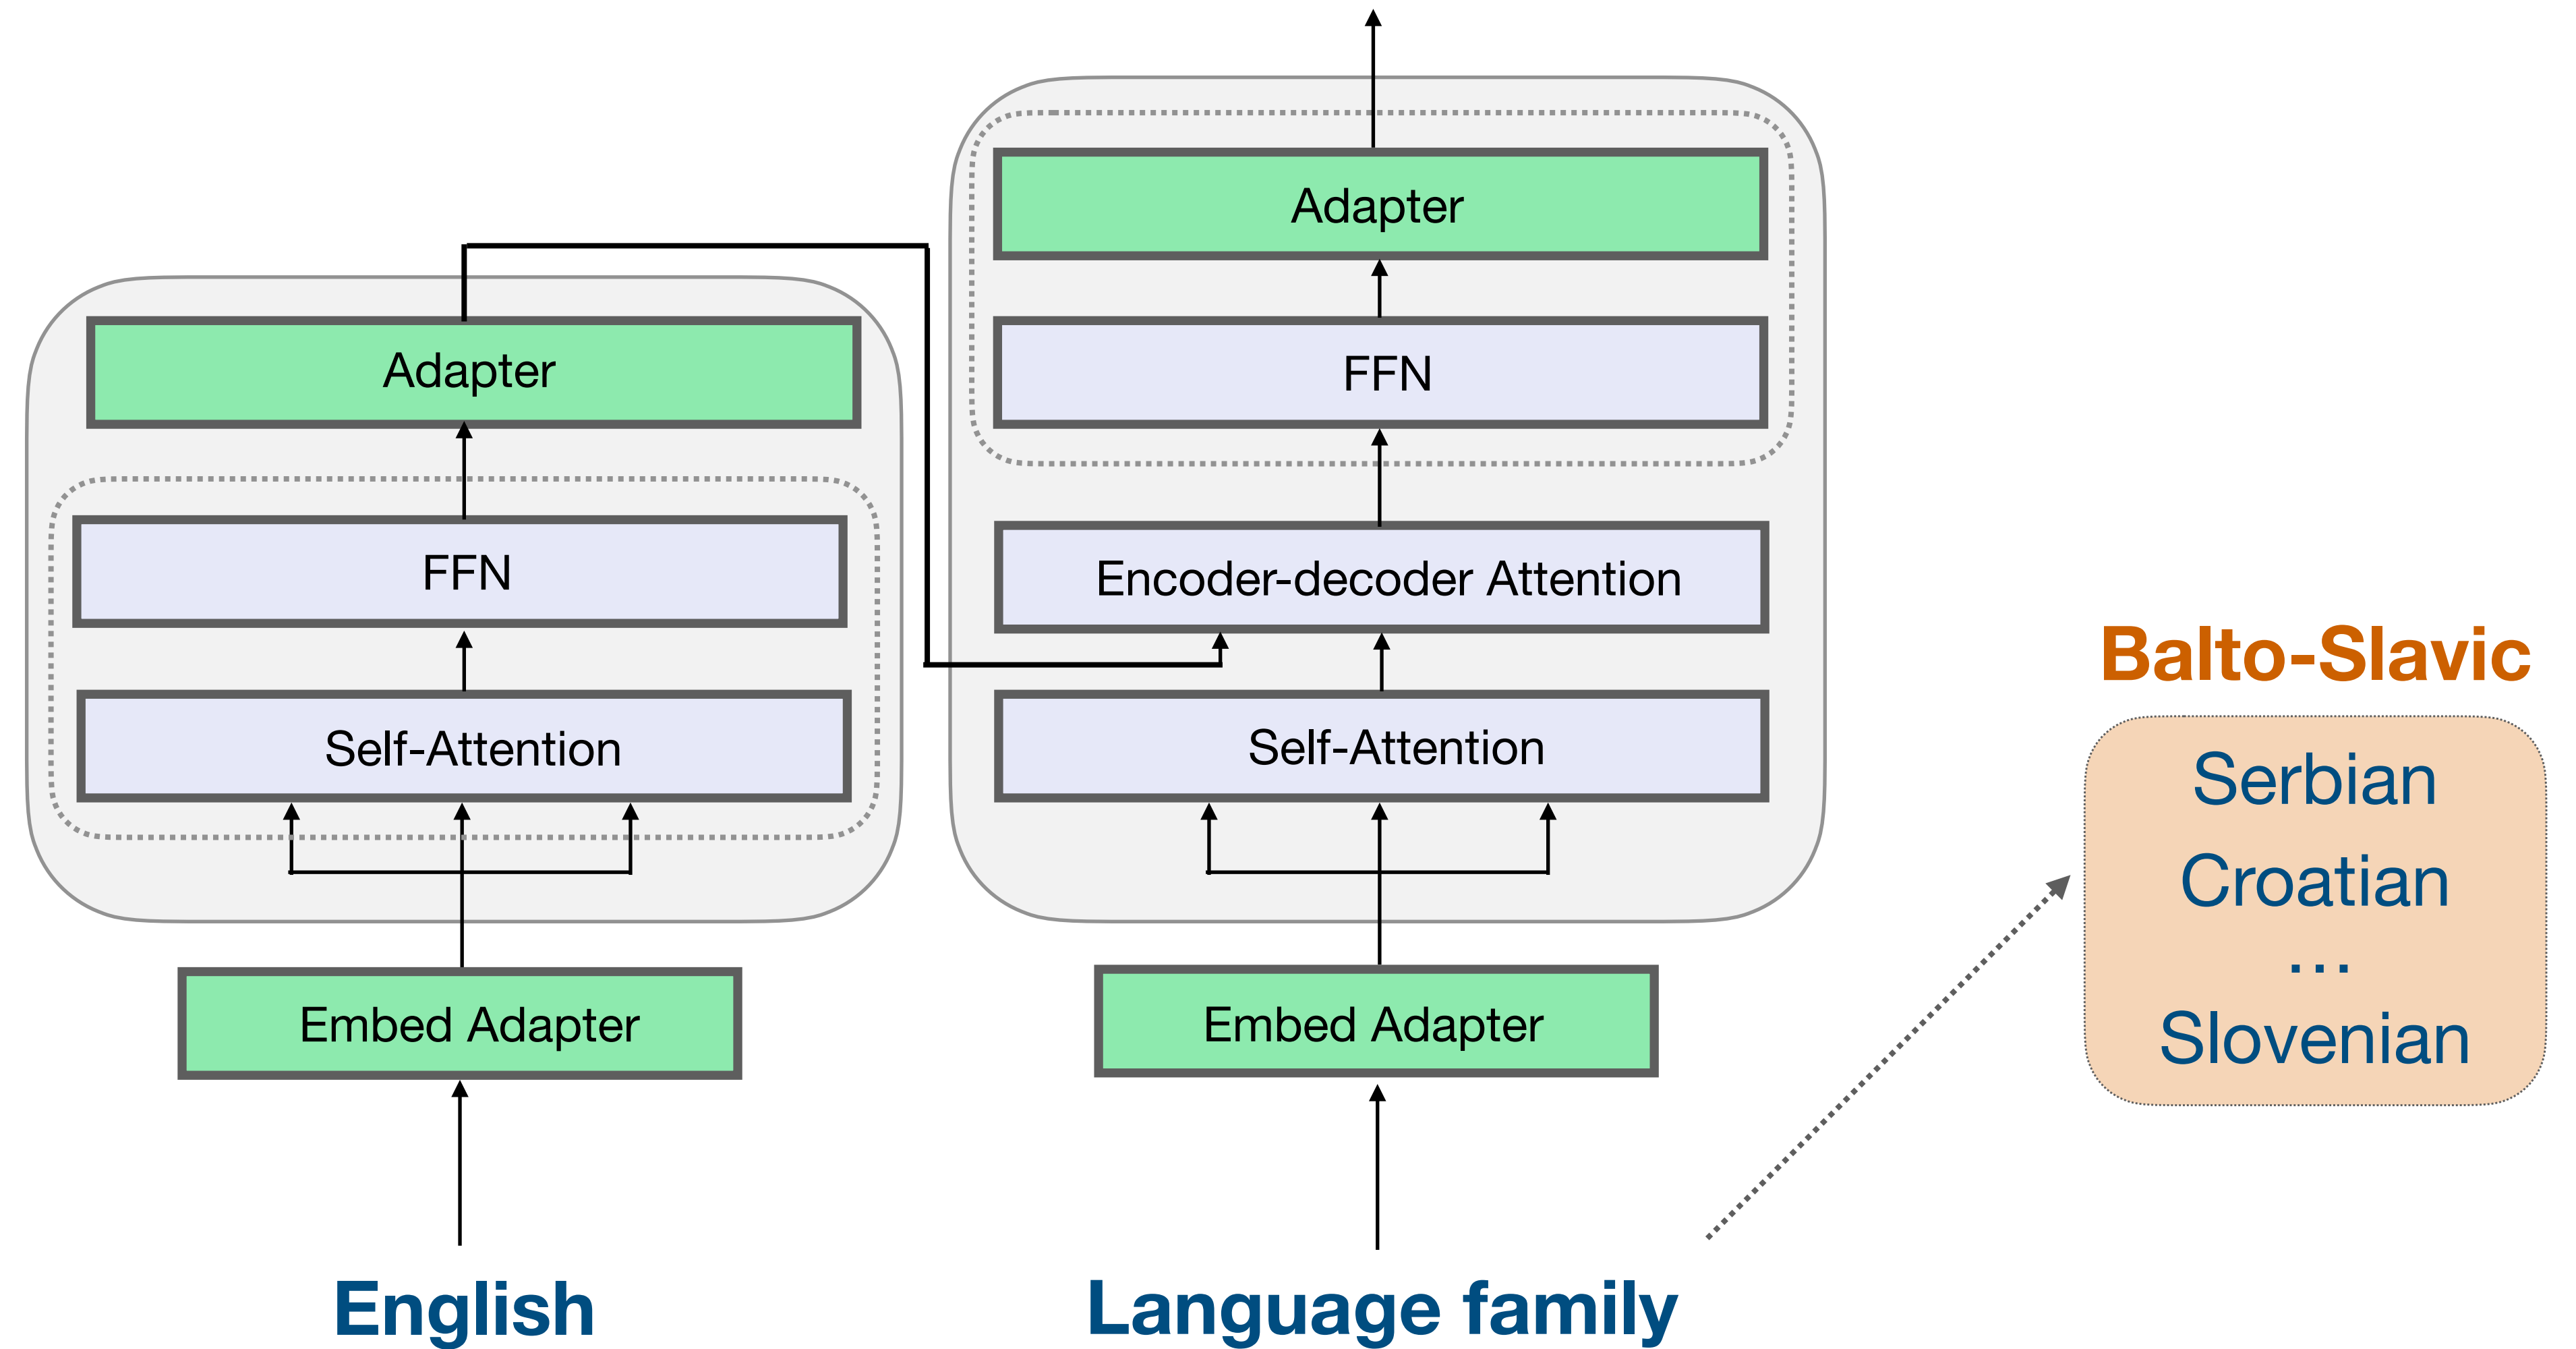 Adapter
FFN
Self-Attention
Embed Adapter
English
Adapter
FFN
Encoder-decoder Attention
Self-Attention
Embed Adapter
Language family
Balto-Slavic
Serbian
Croatian
...
Slovenian